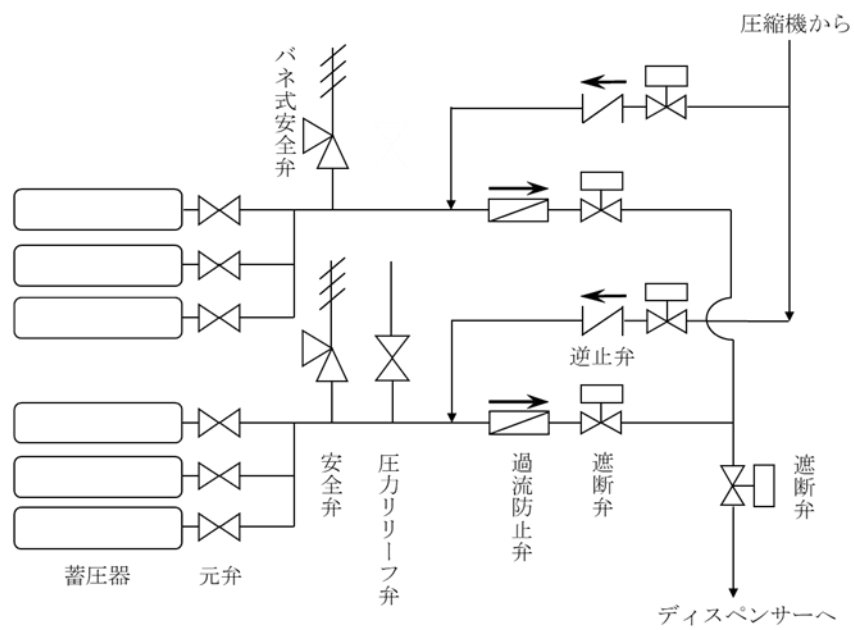 圧縮機から
バネ式安全弁
逆止弁
安全弁
圧力リリーフ弁
過流防止弁
遮断弁
遮断弁
蓄圧器
元弁
ディスペンサーへ